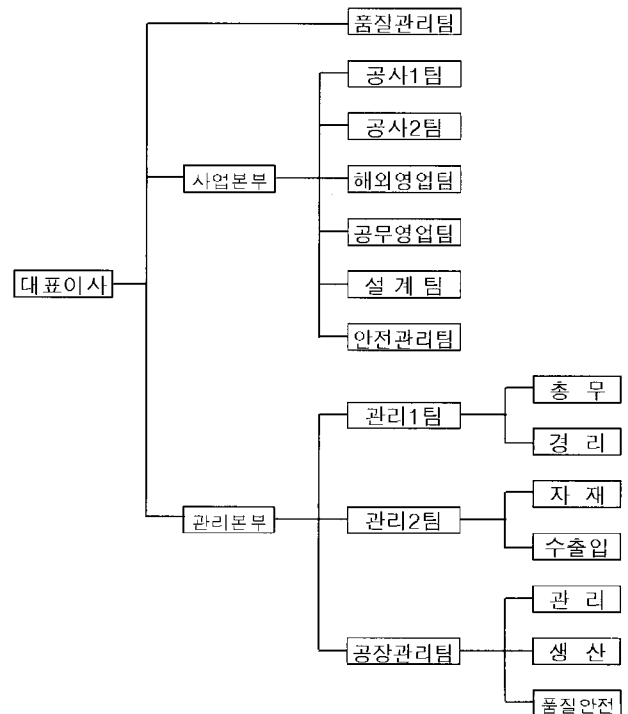 품질관리팀
공사1팀
공사2팀
사업본부
해외영업팀
공무영업팀
대표이사
설 계 팀
안전관리팀
총 무
관리1팀
경 리
자 재
관리본부
관리2팀
수출입
관 리
공장관리팀
생 산
품질안전